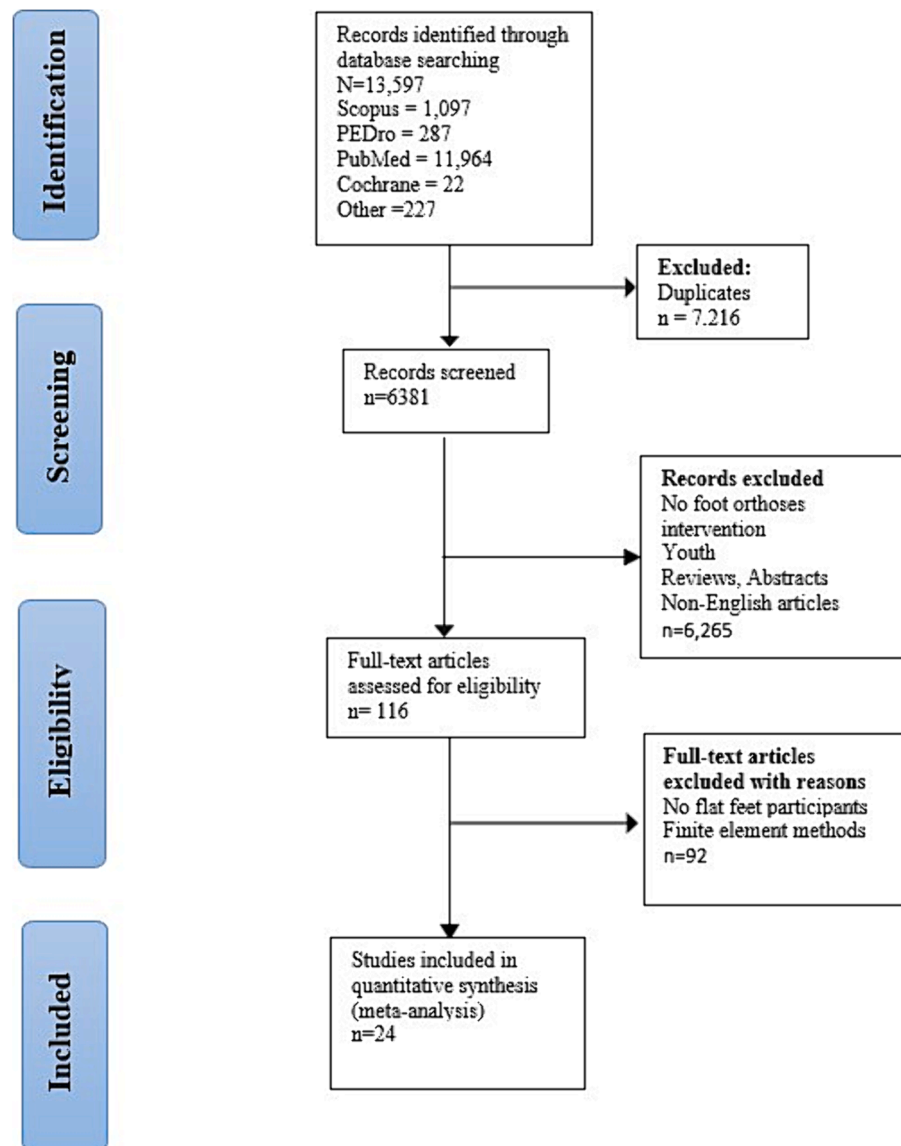 Identification
Records identified through
database searching
N=13,597
Scopus = 1,097
PEDro = 287
PubMed = 11,964
Cochrane = 22
Other =227
Excluded:
Duplicates
n = 7.216
Screening
Records screened
n=6381
Records excluded
No foot orthoses
intervention
Youth
Reviews, Abstracts
Non-English articles
n=6,265
Eligibility
Full-text articles
assessed for eligibility
n= 116
Full-text articles
excluded with reasons
No flat feet participants
Finite element methods
n=92
Included
Studies included in
quantitative synthesis
(meta-analysis)
n=24